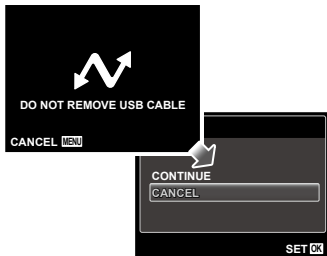 DO NOT REMOVE USB CABLE
CANCEL MENU
CONTINUE
CANCEL
SET OK